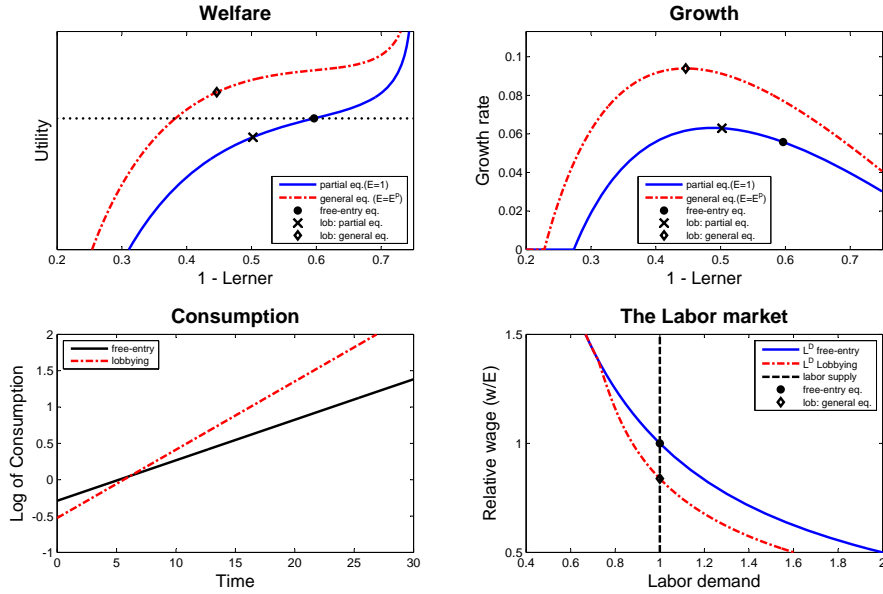 Welfare
Utility
partial eq.(E=1)
general eq. (E=E^p)
free-entry eq.
lob: partial eq.
lob: general eq.
0.2 0.3 0.4 0.5 0.6 0.7
1 - Lerner
Growth
Growth rate
0.1
0.08
0.06
0.04
0.02
0
partial eq.(E=1)
general eq. (E=E^p)
free-entry eq.
lob: partial eq.
lob: general eq.
0.2 0.3 0.4 0.5 0.6 0.7
1 - Lerner
Consumption
Log of Consumption
2
1.5
1
0.5
0
-0.5
-1
free-entry
lobbying
0 5 10 15 20 25 30
Time
The Labor market
Relative wage (w/E)
1.5
1
0.5
L^D free-entry
L^D Lobbying
labor supply
free-entry eq.
lob: general eq.
0.4 0.6 0.8 1 1.2 1.4 1.6 1.8 2
Labor demand